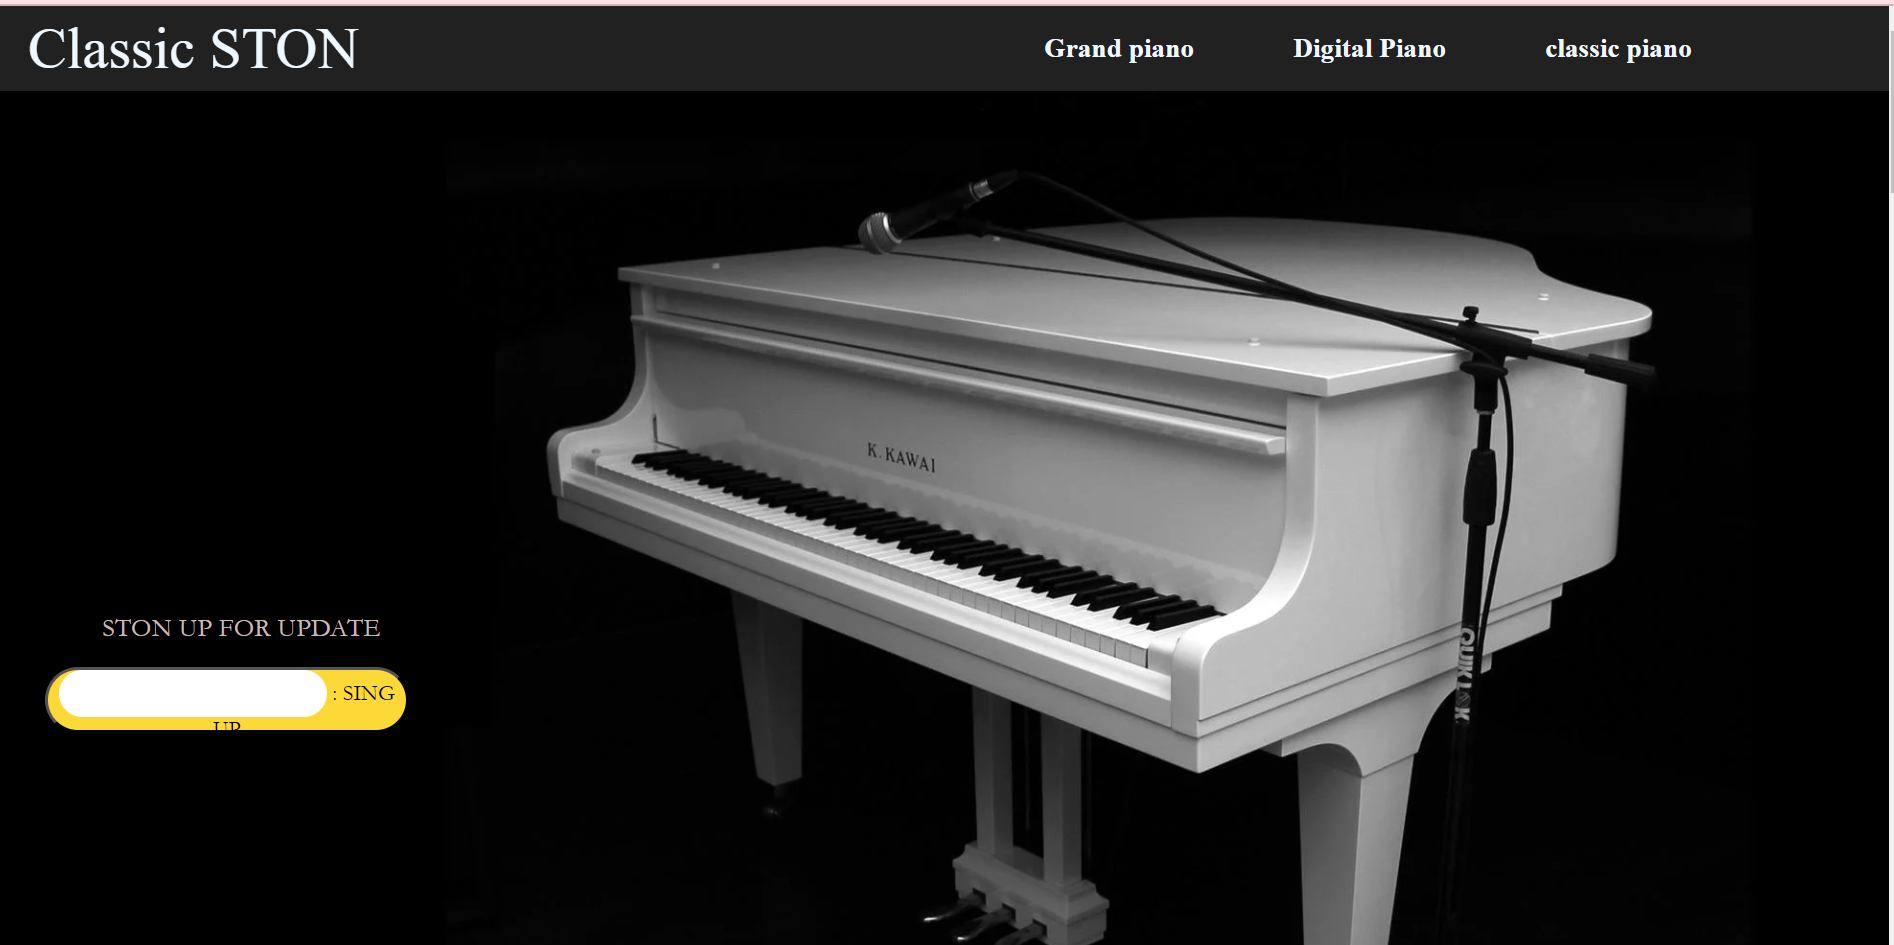 Classic STON
Grand piano
Digital Piano
classic piano
K. KAWAI
STON UP FOR UPDATE
: SING
UP
QUIKLOK